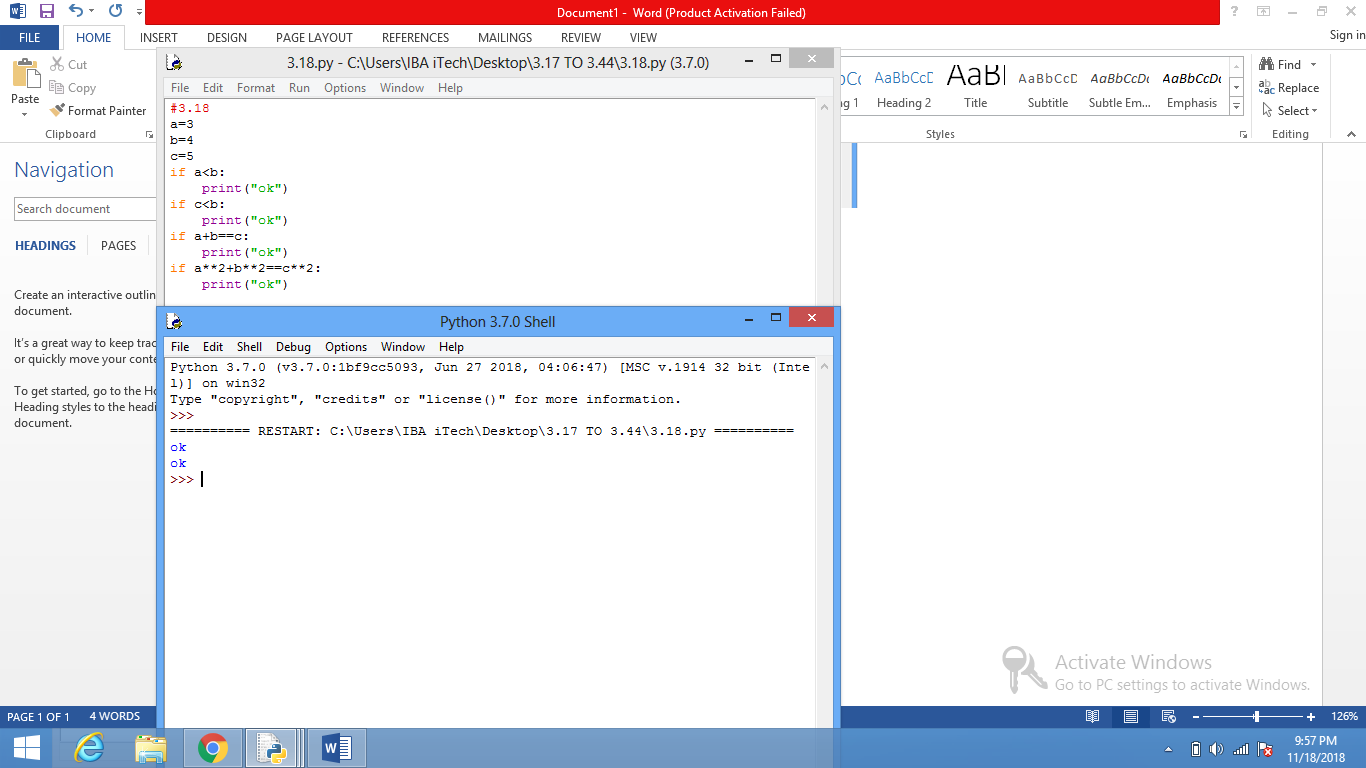 Document1 - Word (Product Activation Failed)
FILE HOME INSERT DESIGN PAGE LAYOUT REFERENCES MAILINGS REVIEW VIEW Sign in
Paste
Cut
Copy
Format Painter
Clipboard
Heading 2
AaBbCcD
Title
AaBbCcD
Subtitle
AaBbCcDc
Subtle Em...
AaBbCcDc
Emphasis
Styles
Find
Replace
Select
Editing
Navigation
Search document
HEADINGS PAGES
Create an interactive outlin
document.
It's a great way to keep trac
or quickly move your conte
To get started, go to the Ho
Heading styles to the headi
document.
3.18.py - C:\Users\IBA iTech\Desktop\3.17 TO 3.44\3.18.py (3.7.0)
File Edit Format Run Options Window Help
#3.18
a=3
b=4
c=5
if a<b:
    print("ok")
if c<b:
    print("ok")
if a+b==c:
    print("ok")
if a**2+b**2==c**2:
    print("ok")
Python 3.7.0 Shell
File Edit Shell Debug Options Window Help
Python 3.7.0 (v3.7.0:1bf9cc5093, Jun 27 2018, 04:06:47) [MSC v.1914 32 bit (Inte
l)] on win32
Type "copyright", "credits" or "license()" for more information.
>>>
========== RESTART: C:\Users\IBA iTech\Desktop\3.17 TO 3.44\3.18.py ==========
ok
ok
>>>
Activate Windows
Go to PC settings to activate Windows.
PAGE 1 OF 1 4 WORDS 126%
9:57 PM
11/18/2018